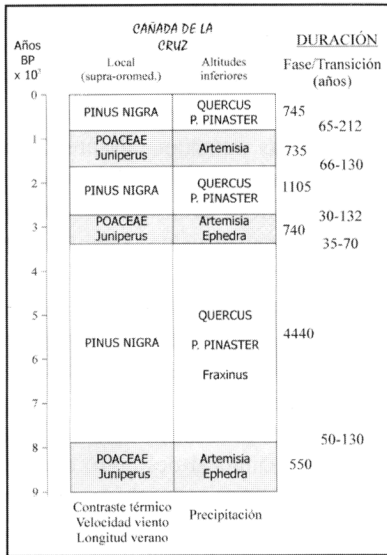 CAÑADA DE LA
CRUZ
Años
BP
x 10³
Local
(supra-oromed.)
Altitudes
inferiores
DURACIÓN
Fase/Transición
(años)
0
PINUS NIGRA
QUERCUS
P. PINASTER
745
65-212
1
POACEAE
Juniperus
Artemisia
735
66-130
2
PINUS NIGRA
QUERCUS
P. PINASTER
1105
30-132
3
POACEAE
Juniperus
Artemisia
Ephedra
740
35-70
4
5
6
7
PINUS NIGRA
QUERCUS
P. PINASTER
Fraxinus
4440
50-130
8
POACEAE
Juniperus
Artemisia
Ephedra
550
9
Contraste térmico
Velocidad viento
Longitud verano
Precipitación